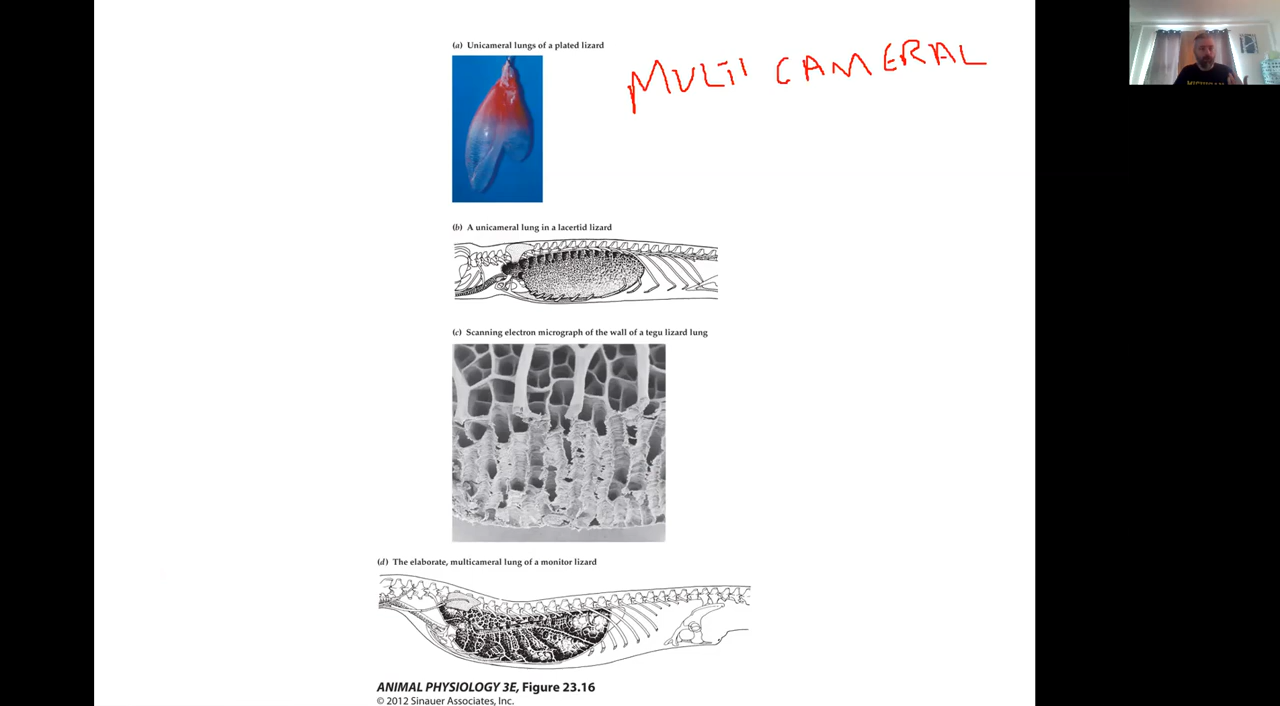 (a) Unicameral lungs of a plated lizard
MULTI CAMERAL
MICHIGAN
(b) A unicameral lung in a lacertid lizard
(c) Scanning electron micrograph of the wall of a tegu lizard lung
(d) The elaborate, multicameral lung of a monitor lizard
ANIMAL PHYSIOLOGY 3E, Figure 23.16
© 2012 Sinauer Associates, Inc.